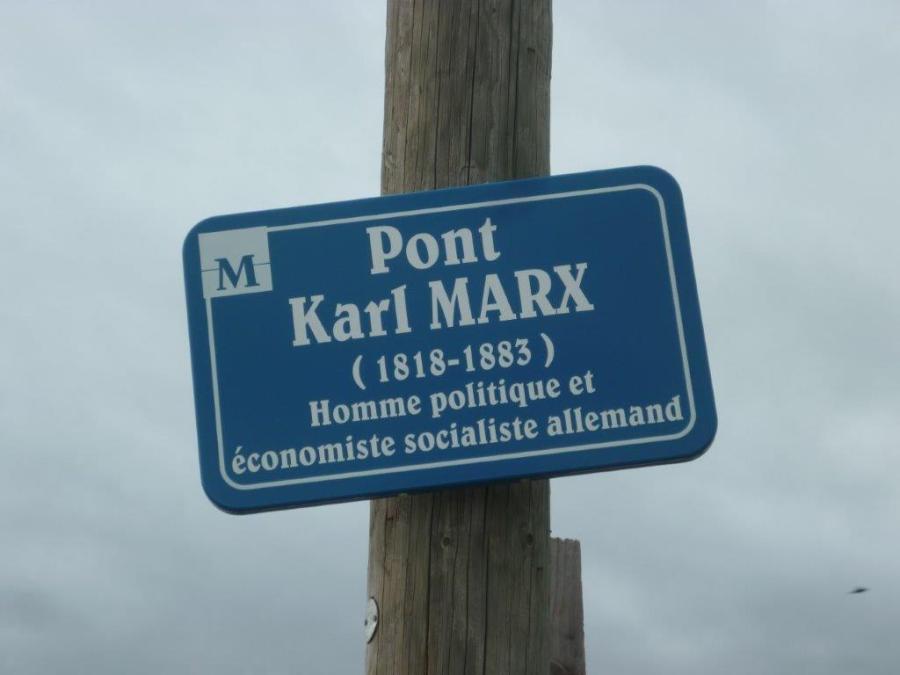 M
Pont
Karl MARX
( 1818-1883 )
Homme politique et
économiste socialiste allemand